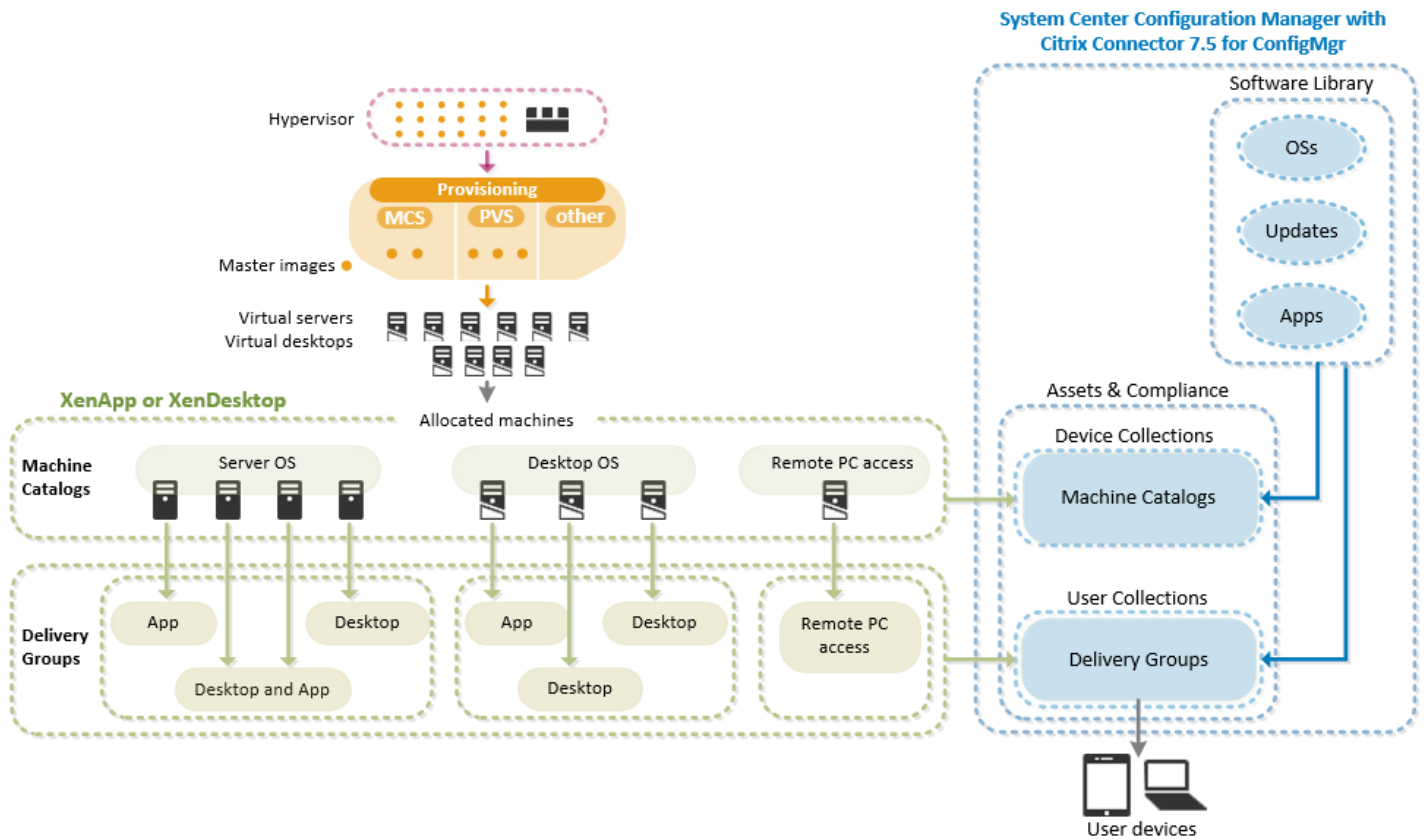 System Center Configuration Manager with
Citrix Connector 7.5 for ConfigMgr
Software Library
OSs
Updates
Apps
Hypervisor
Provisioning
MCS
PVS
other
Master images
Virtual servers
Virtual desktops
XenApp or XenDesktop
Allocated machines
Machine
Catalogs
Server OS
Desktop OS
Remote PC access
Delivery
Groups
App
Desktop
Desktop and App
App
Desktop
Desktop
Remote PC
access
Assets & Compliance
Device Collections
Machine Catalogs
User Collections
Delivery Groups
User devices